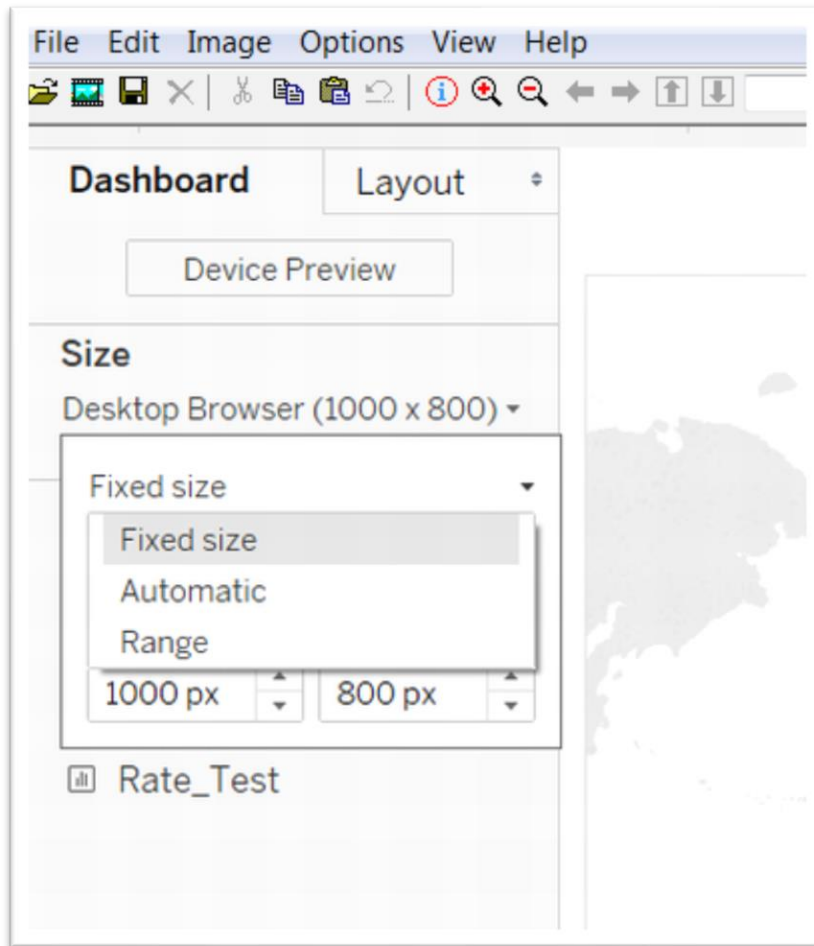 File Edit Image Options View Help
Dashboard Layout
Device Preview
Size
Desktop Browser (1000 x 800)
Fixed size
Fixed size
Automatic
Range
1000 px 800 px
Rate_Test